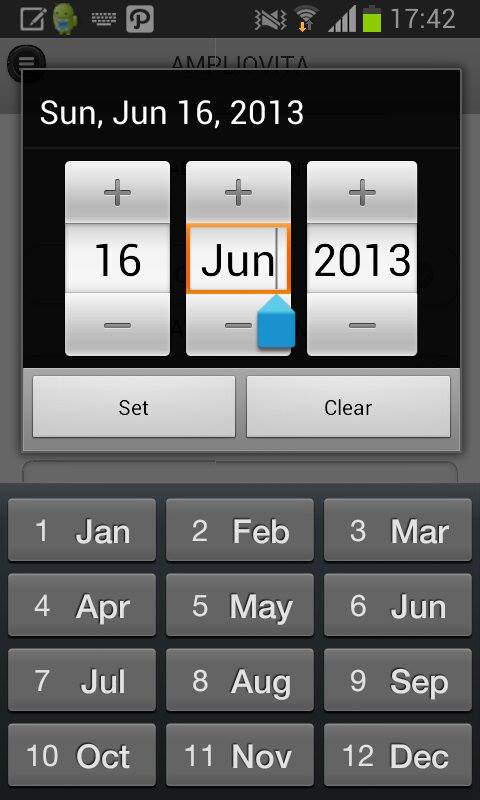 17:42
AMPLIOVITA
Sun, Jun 16, 2013
+ + +
16 Jun 2013
− − −
Set Clear
1 Jan 2 Feb 3 Mar
4 Apr 5 May 6 Jun
7 Jul 8 Aug 9 Sep
10 Oct 11 Nov 12 Dec